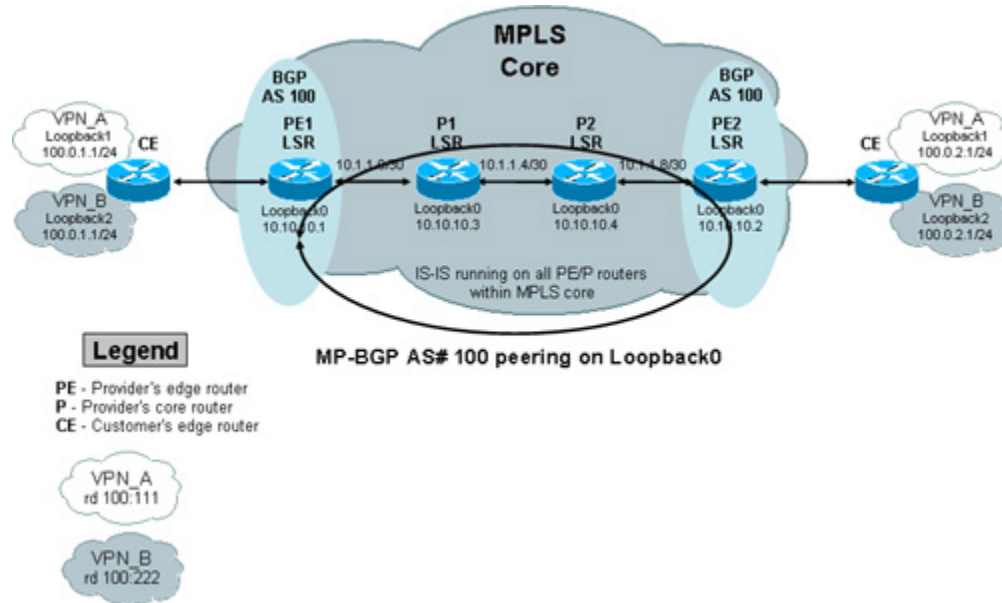 MPLS
Core
BGP
AS 100
PE1
LSR
P1
LSR
P2
LSR
BGP
AS 100
PE2
LSR
VPN_A
Loopback1
100.0.1.1/24
CE
VPN_B
Loopback2
100.0.1.1/24
10.1.1.0/30
10.1.1.4/30
10.1.1.8/30
CE
VPN_A
Loopback1
100.0.2.1/24
VPN_B
Loopback2
100.0.2.1/24
Loopback0
10.10.10.1
Loopback0
10.10.10.3
Loopback0
10.10.10.4
Loopback0
10.10.10.2
IS-IS running on all PE/P routers
within MPLS core
MP-BGP AS# 100 peering on Loopback0
Legend
PE - Provider's edge router
P - Provider's core router
CE - Customer's edge router
VPN_A
rd 100:111
VPN_B
rd 100:222